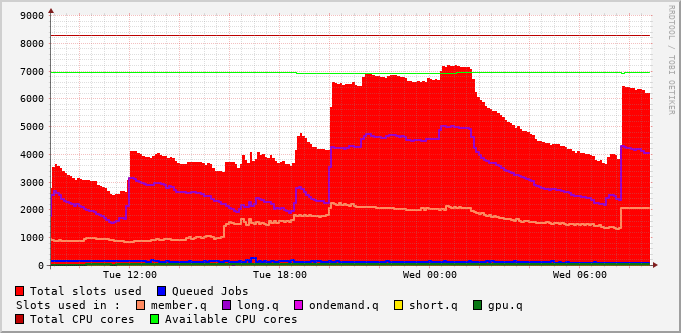 RRDTOOL / TOBI OETIKER
9000
8000
7000
6000
5000
4000
3000
2000
1000
0
Tue 12:00 Tue 18:00 Wed 00:00 Wed 06:00
Total slots used Queued Jobs
Slots used in : member.q long.q ondemand.q short.q gpu.q
Total CPU cores Available CPU cores